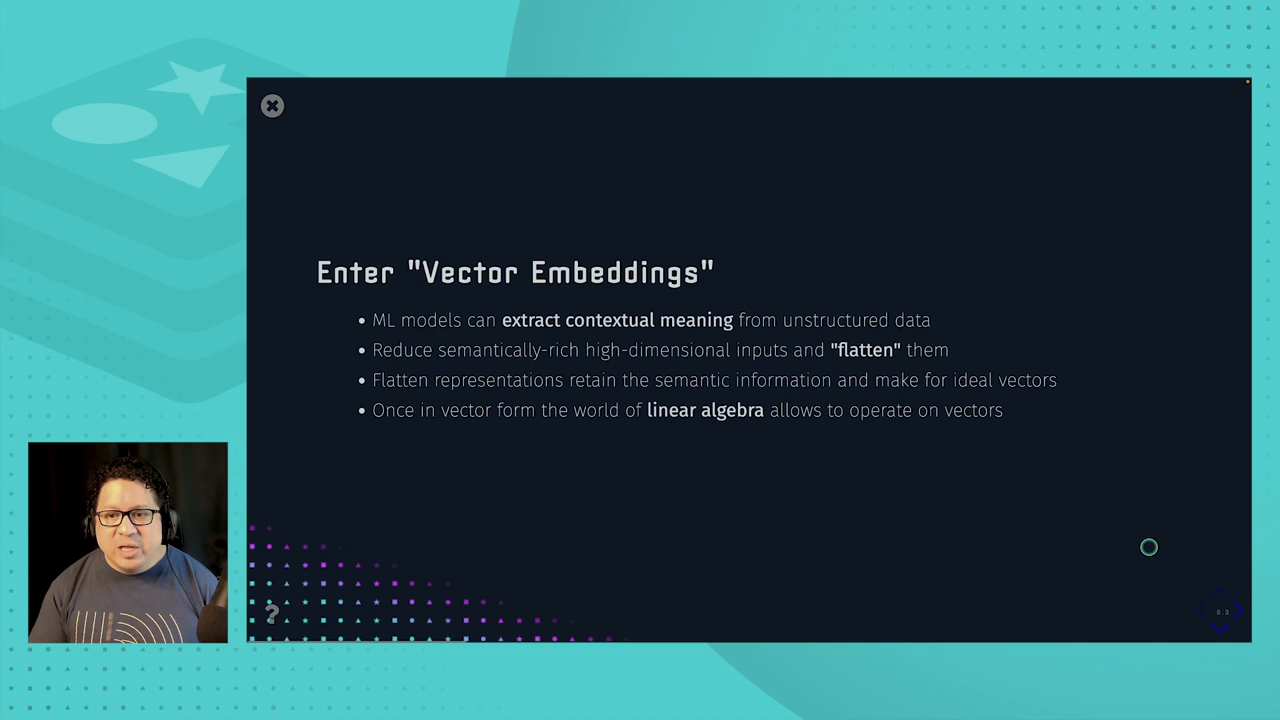 Enter "Vector Embeddings"
• ML models can extract contextual meaning from unstructured data
• Reduce semantically-rich high-dimensional inputs and "flatten" them
• Flatten representations retain the semantic information and make for ideal vectors
• Once in vector form the world of linear algebra allows to operate on vectors
?
5.3